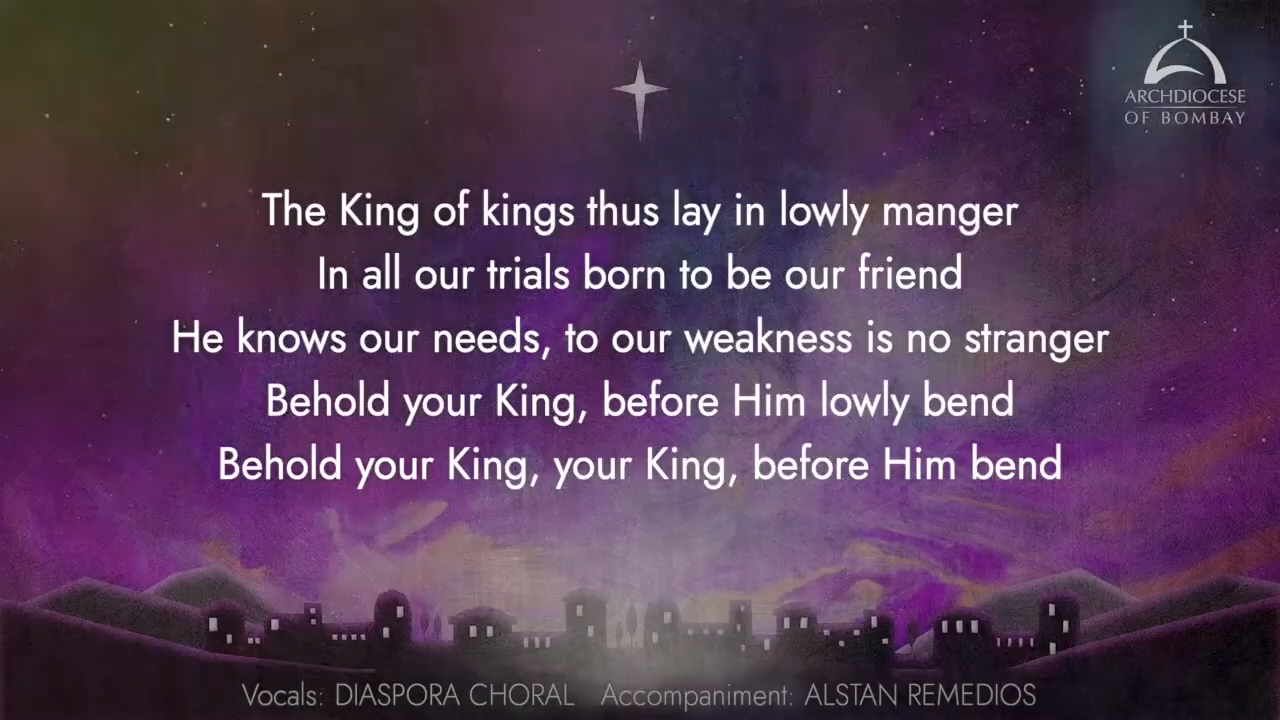 ARCHDIOCESE
OF BOMBAY
The King of kings thus lay in lowly manger
In all our trials born to be our friend
He knows our needs, to our weakness is no stranger
Behold your King, before Him lowly bend
Behold your King, your King, before Him bend
Vocals: DIASPORA CHORAL Accompaniment: ALSTAN REMEDIOS